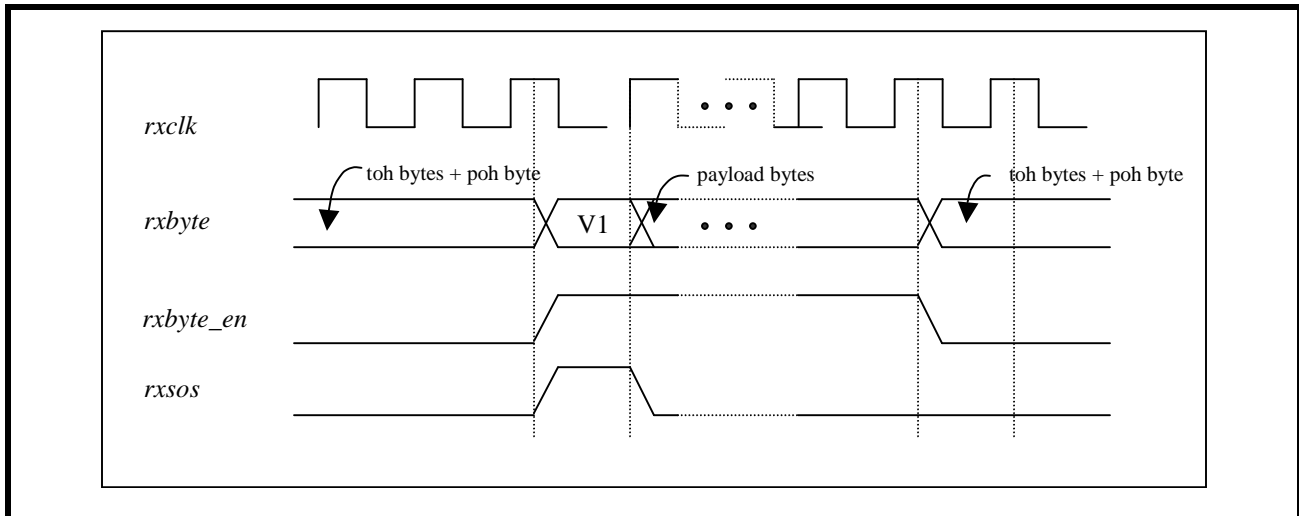 rxclk
toh bytes + poh byte
payload bytes
toh bytes + poh byte
rxbyte
V1
rxbyte_en
rxsos